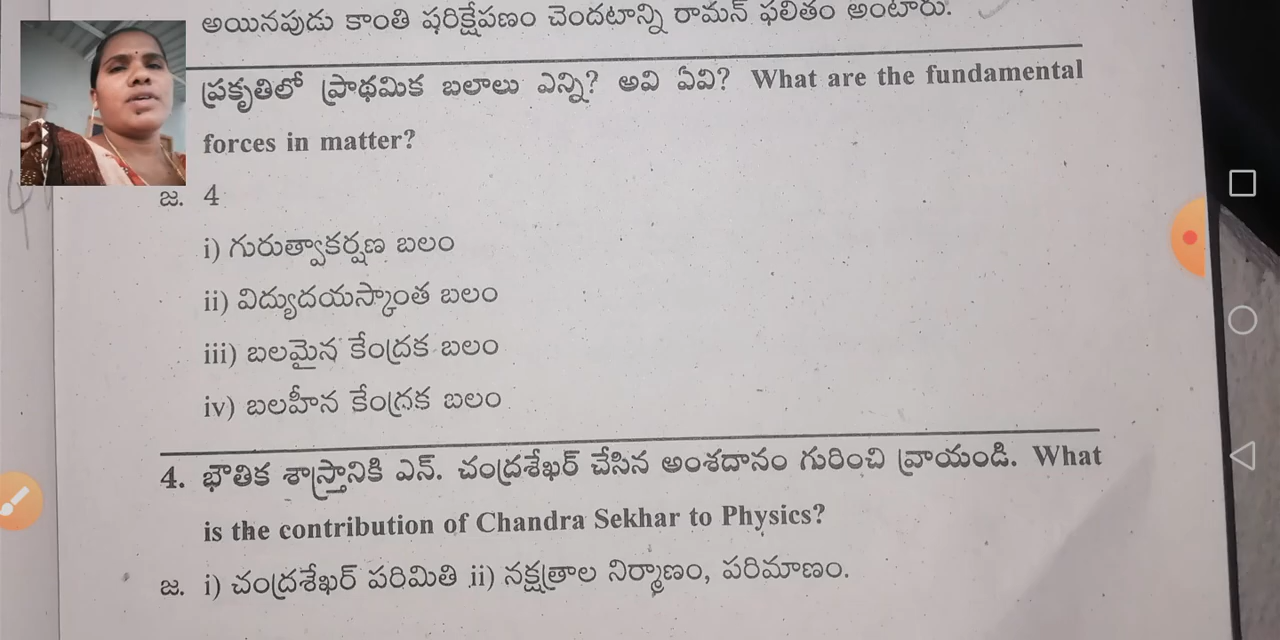 అయినపుడు కాంతి పరిక్షేపణం చెందటాన్ని రామన్ ఫలితం అంటారు.
ప్రకృతిలో ప్రాథమిక బలాలు ఎన్ని? అవి ఏవి? What are the fundamental
forces in matter?
జ. 4
i) గురుత్వాకర్షణ బలం
ii) విద్యుదయస్కాంత బలం
iii) బలమైన కేంద్రక బలం
iv) బలహీన కేంద్రక బలం
4. భౌతిక శాస్త్రానికి ఎస్. చంద్రశేఖర్ చేసిన అంశదానం గురించి వ్రాయండి. What
is the contribution of Chandra Sekhar to Physics?
జ. i) చంద్రశేఖర్ పరిమితి ii) నక్షత్రాల నిర్మాణం, పరిమాణం.